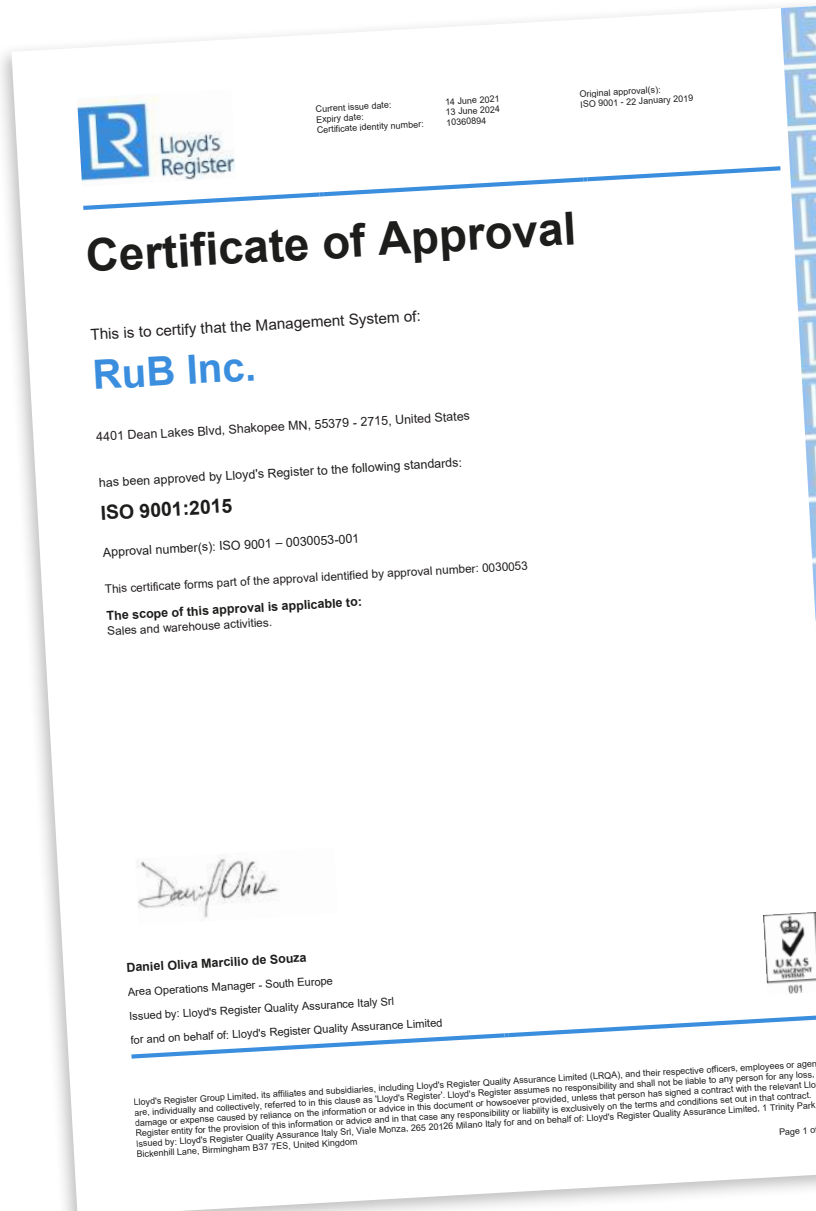 LR
Lloyd's
Register
Current issue date: 14 June 2021
Expiry date: 13 June 2024
Certificate identity number: 10360894
Original approval(s):
ISO 9001 - 22 January 2019
Certificate of Approval
This is to certify that the Management System of:
RuB Inc.
4401 Dean Lakes Blvd, Shakopee MN, 55379 - 2715, United States
has been approved by Lloyd's Register to the following standards:
ISO 9001:2015
Approval number(s): ISO 9001 – 0030053-001
This certificate forms part of the approval identified by approval number: 0030053
The scope of this approval is applicable to:
Sales and warehouse activities.
Daniel Oliva Marcilio de Souza
Area Operations Manager - South Europe
Issued by: Lloyd's Register Quality Assurance Italy Srl
for and on behalf of: Lloyd's Register Quality Assurance Limited
UKAS
MANAGEMENT
SYSTEMS
001
Lloyd's Register Group Limited, its affiliates and subsidiaries, including Lloyd's Register Quality Assurance Limited (LRQA), and their respective officers, employees or agen
are, individually and collectively, referred to in this clause as 'Lloyd's Register'. Lloyd's Register assumes no responsibility and shall not be liable to any person for any loss,
damage or expense caused by reliance on the information or advice in this document or howsoever provided, unless that person has signed a contract with the relevant Llo
Register entity for the provision of this information or advice and in that case any responsibility or liability is exclusively on the terms and conditions set out in that contract.
Issued by: Lloyd's Register Quality Assurance Italy Srl, Viale Monza, 265 20126 Milano Italy for and on behalf of: Lloyd's Register Quality Assurance Limited, 1 Trinity Park,
Bickenhill Lane, Birmingham B37 7ES, United Kingdom
Page 1 o